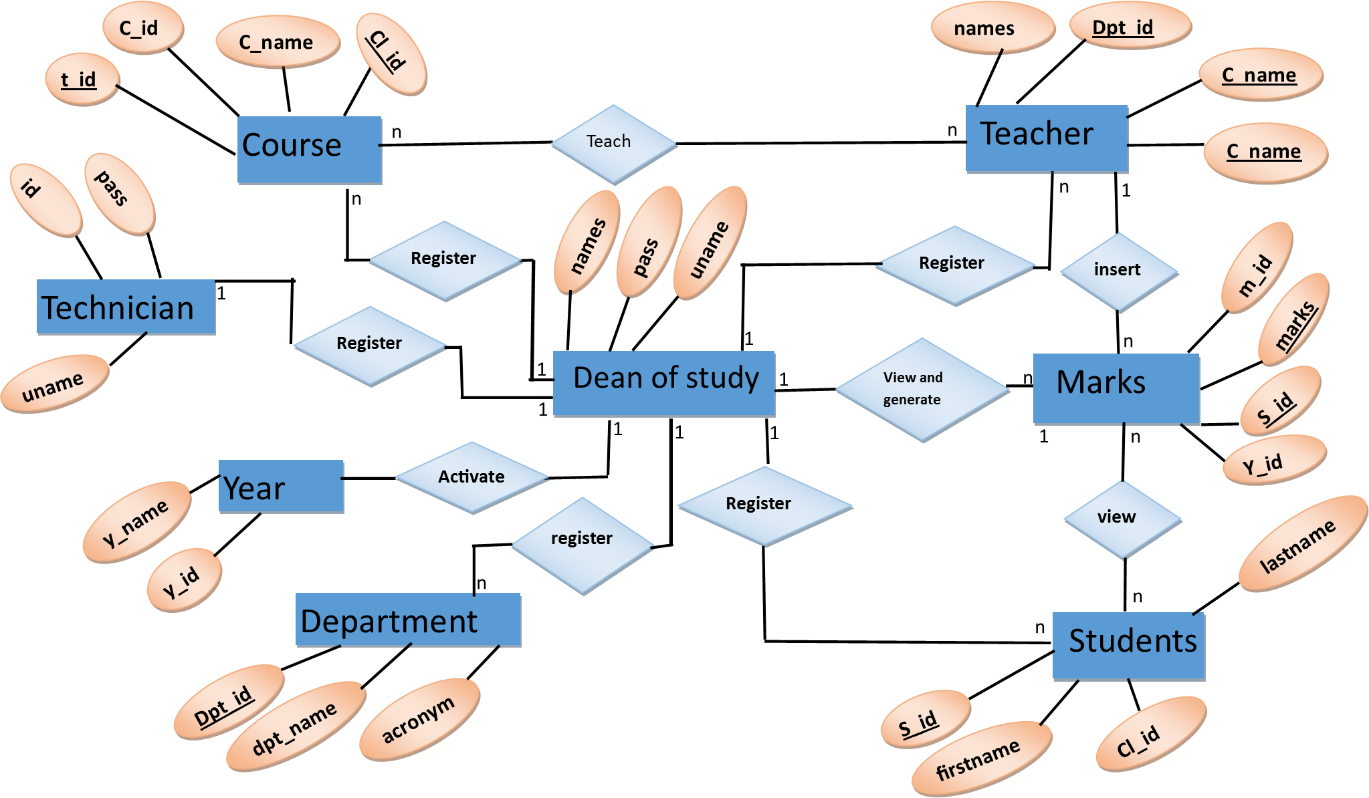 C_id
C_name
Cl_id
t_id
Course
n
Teach
n
names
Dpt_id
C_name
C_name
Teacher
n
1
id
pass
Technician
1
uname
n
Register
Register
names
pass
uname
Register
insert
m_id
marks
S_id
Y_id
1
1
1
Dean of study
1
View and
generate
n
n
Marks
1
n
1
1
1
Year
y_name
y_id
Activate
register
Register
view
n
Department
Dpt_id
dpt_name
acronym
n
n
Students
lastname
S_id
firstname
Cl_id